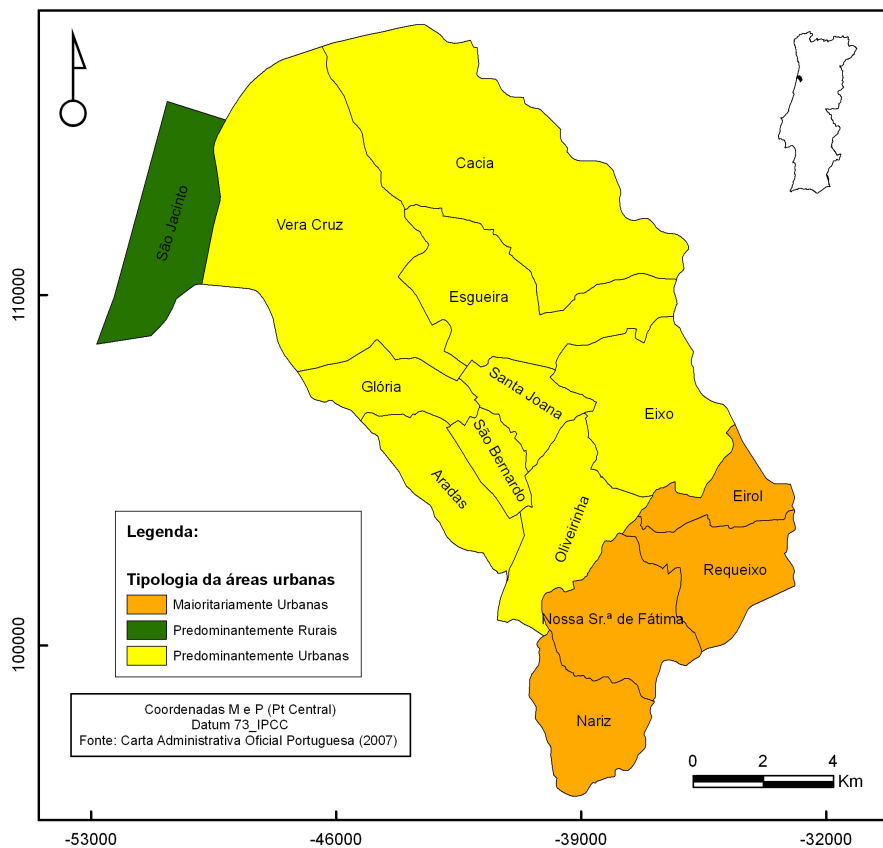 Cacia
São Jacinto
Vera Cruz
Esgueira
Glória
Santa Joana
Eixo
São Bernardo
Aradas
Oliveirinha
Eirol
Requeixo
Nossa Sr.ª de Fátima
Nariz
Legenda:
Tipologia da áreas urbanas
Maioritariamente Urbanas
Predominantemente Rurais
Predominantemente Urbanas
Coordenadas M e P (Pt Central)
Datum 73_IPCC
Fonte: Carta Administrativa Oficial Portuguesa (2007)
0 2 4
Km
110000
100000
-53000 -46000 -39000 -32000